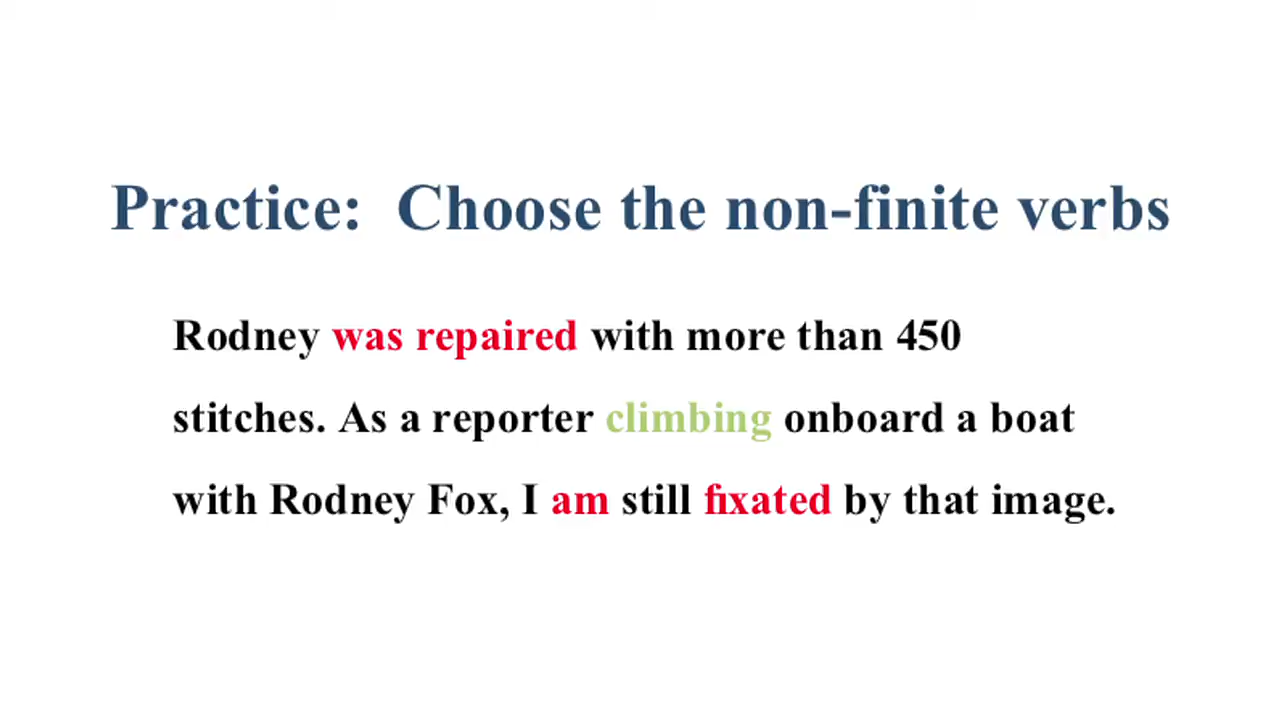 Practice: Choose the non-finite verbs
Rodney was repaired with more than 450
stitches. As a reporter climbing onboard a boat
with Rodney Fox, I am still fixated by that image.